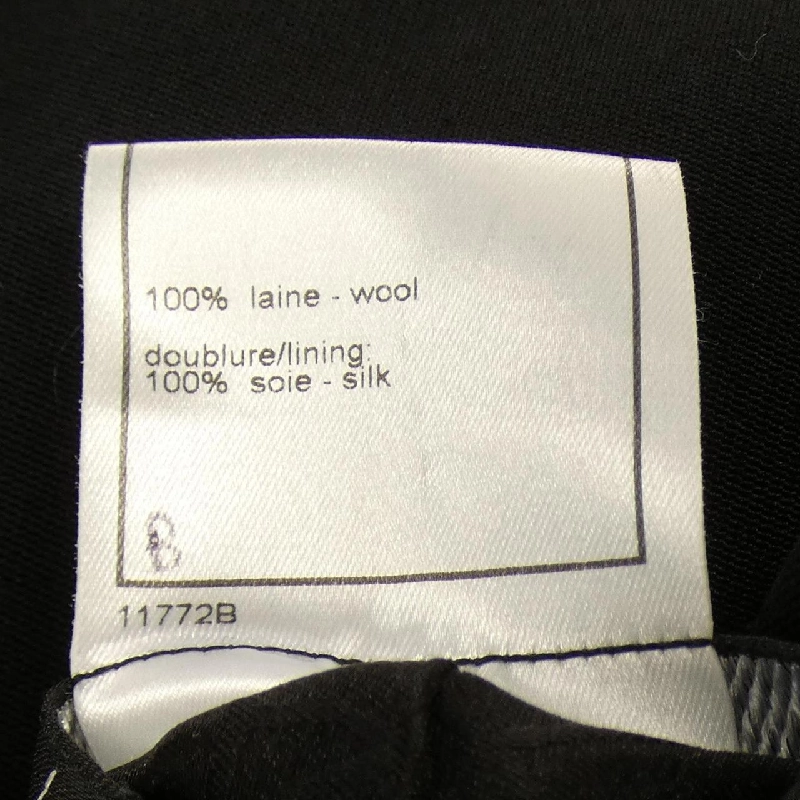 100% laine - wool
doublure/lining:
100% soie - silk
11772B